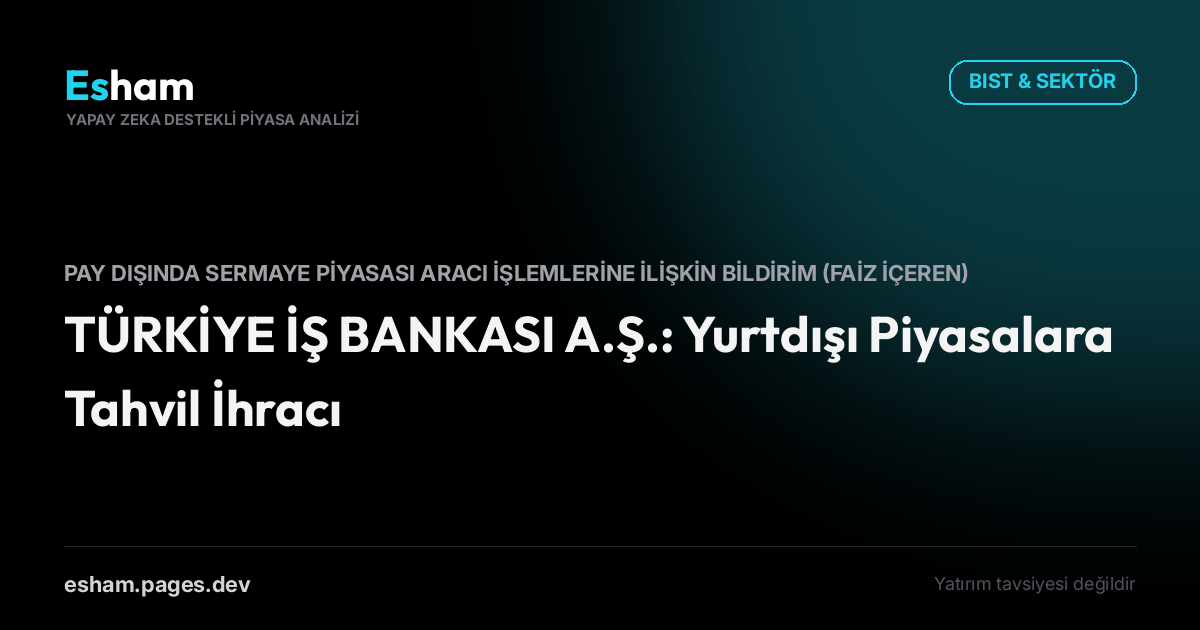 Esham
YAPAY ZEKA DESTEKLİ PİYASA ANALİZİ
BIST & SEKTÖR
PAY DIŞINDA SERMAYE PİYASASI ARACI İŞLEMLERİNE İLİŞKİN BİLDİRİM (FAİZ İÇEREN)
TÜRKİYE İŞ BANKASI A.Ş.: Yurtdışı Piyasalara
Tahvil İhracı
esham.pages.dev
Yatırım tavsiyesi değildir